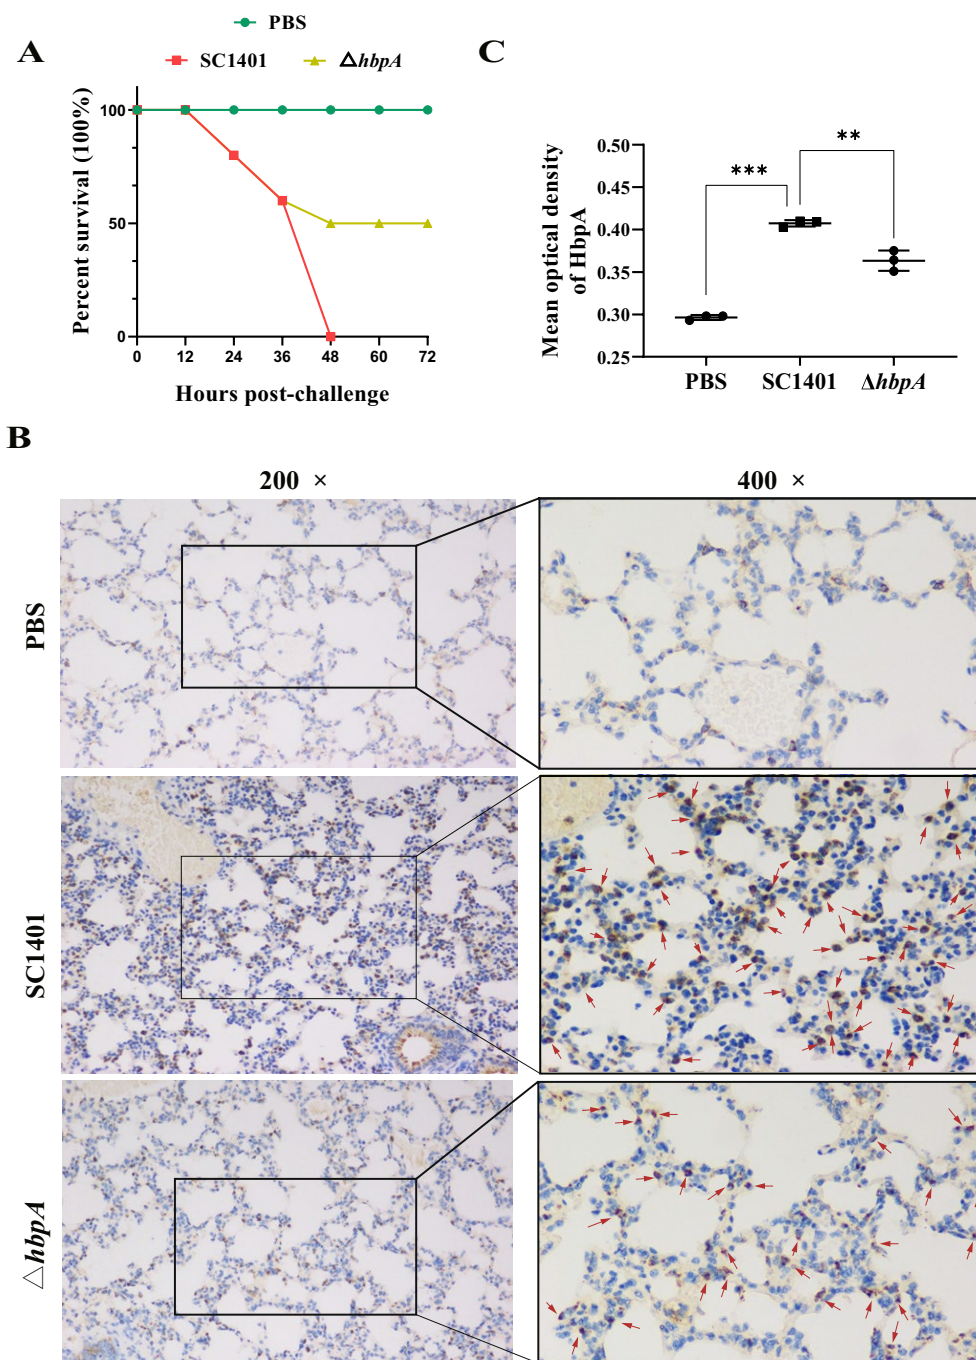 PBS
A
SC1401
ΔhbpA
C
Percent survival (100%)
100
50
0
0 12 24 36 48 60 72
Hours post-challenge
Mean optical density
of HbpA
0.50
0.45
0.40
0.35
0.30
0.25
***
**
PBS SC1401 ΔhbpA
B
200 ×
400 ×
PBS
SC1401
△hbpA